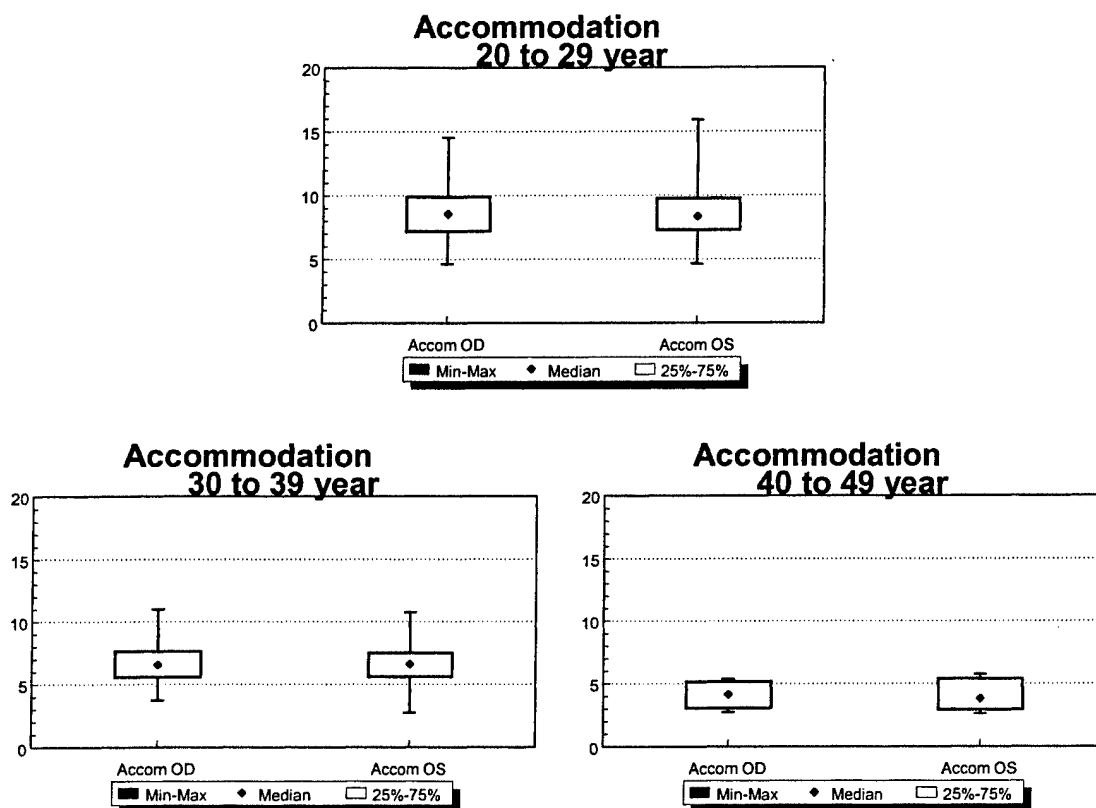 Accommodation
20 to 29 year
20
15
10
5
0
Accom OD Accom OS
Min-Max Median 25%-75%
Accommodation
30 to 39 year
20
15
10
5
0
Accom OD Accom OS
Min-Max Median 25%-75%
Accommodation
40 to 49 year
20
15
10
5
0
Accom OD Accom OS
Min-Max Median 25%-75%